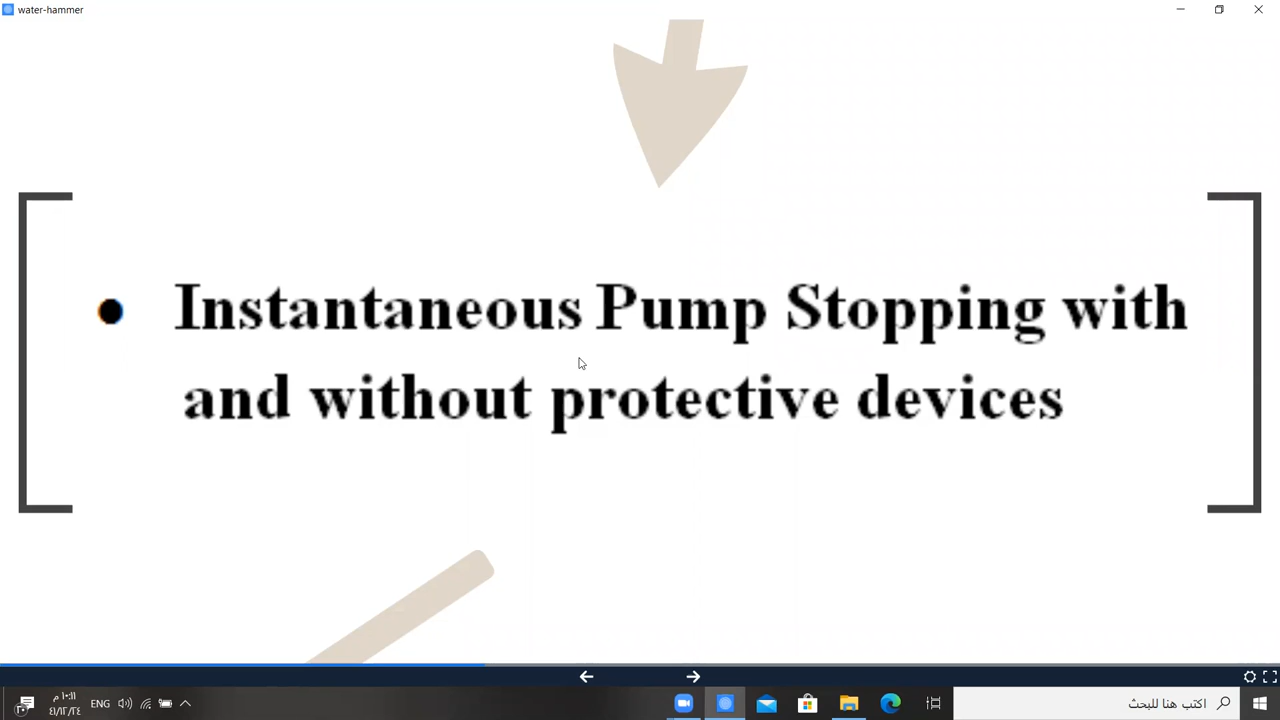 water-hammer
• Instantaneous Pump Stopping with
and without protective devices
ENG
اكتب هنا للبحث